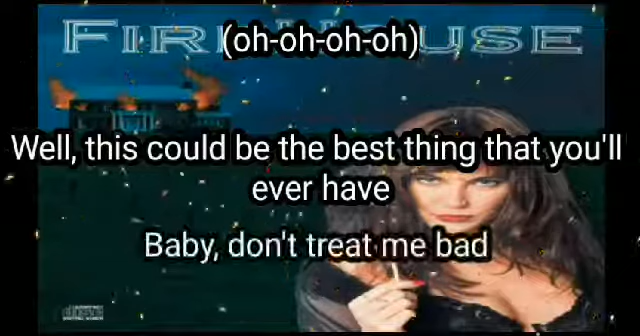 FIREHOUSE
(oh-oh-oh-oh)
Well, this could be the best thing that you'll
ever have
Baby, don't treat me bad